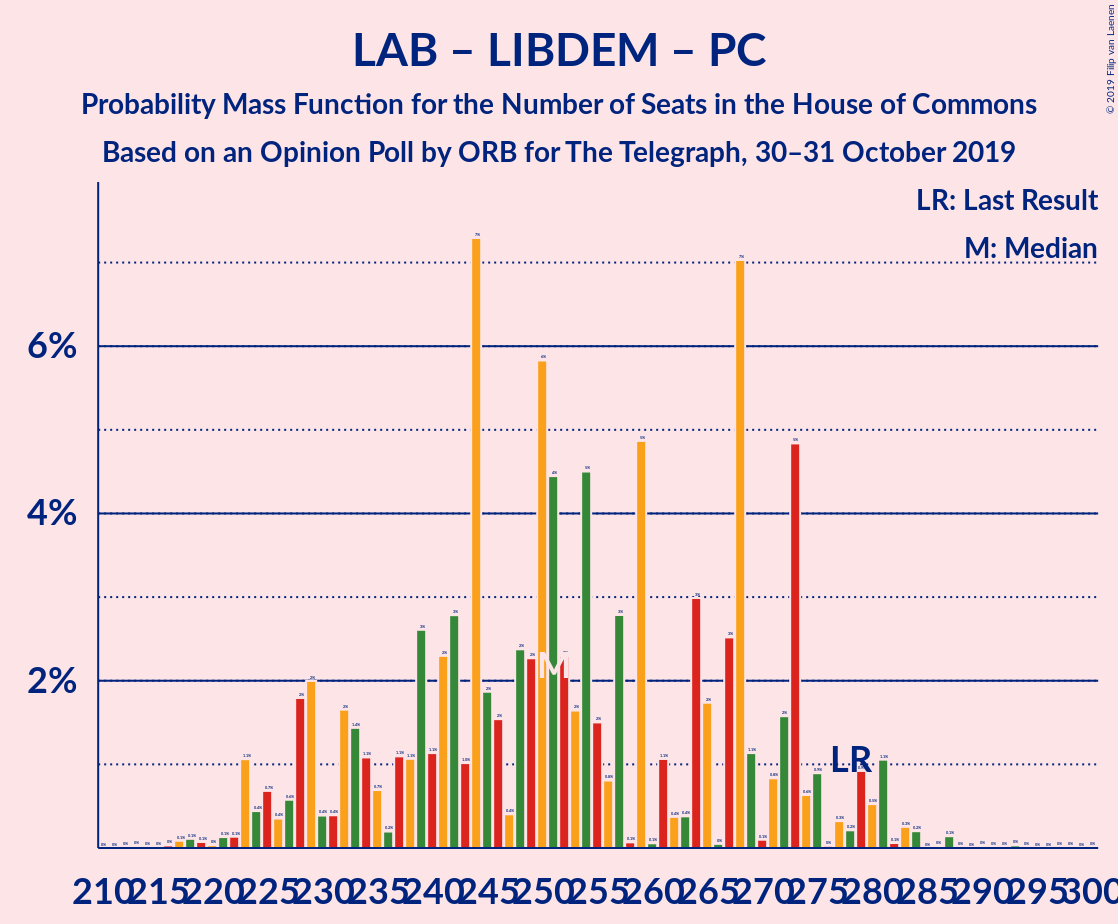 LAB – LIBDEM – PC
Probability Mass Function for the Number of Seats in the House of Commons
Based on an Opinion Poll by ORB for The Telegraph, 30–31 October 2019
© 2019 Filip van Laenen
LR: Last Result
M: Median
6%
4%
2%
M
LR
210 215 220 225 230 235 240 245 250 255 260 265 270 275 280 285 290 295 300